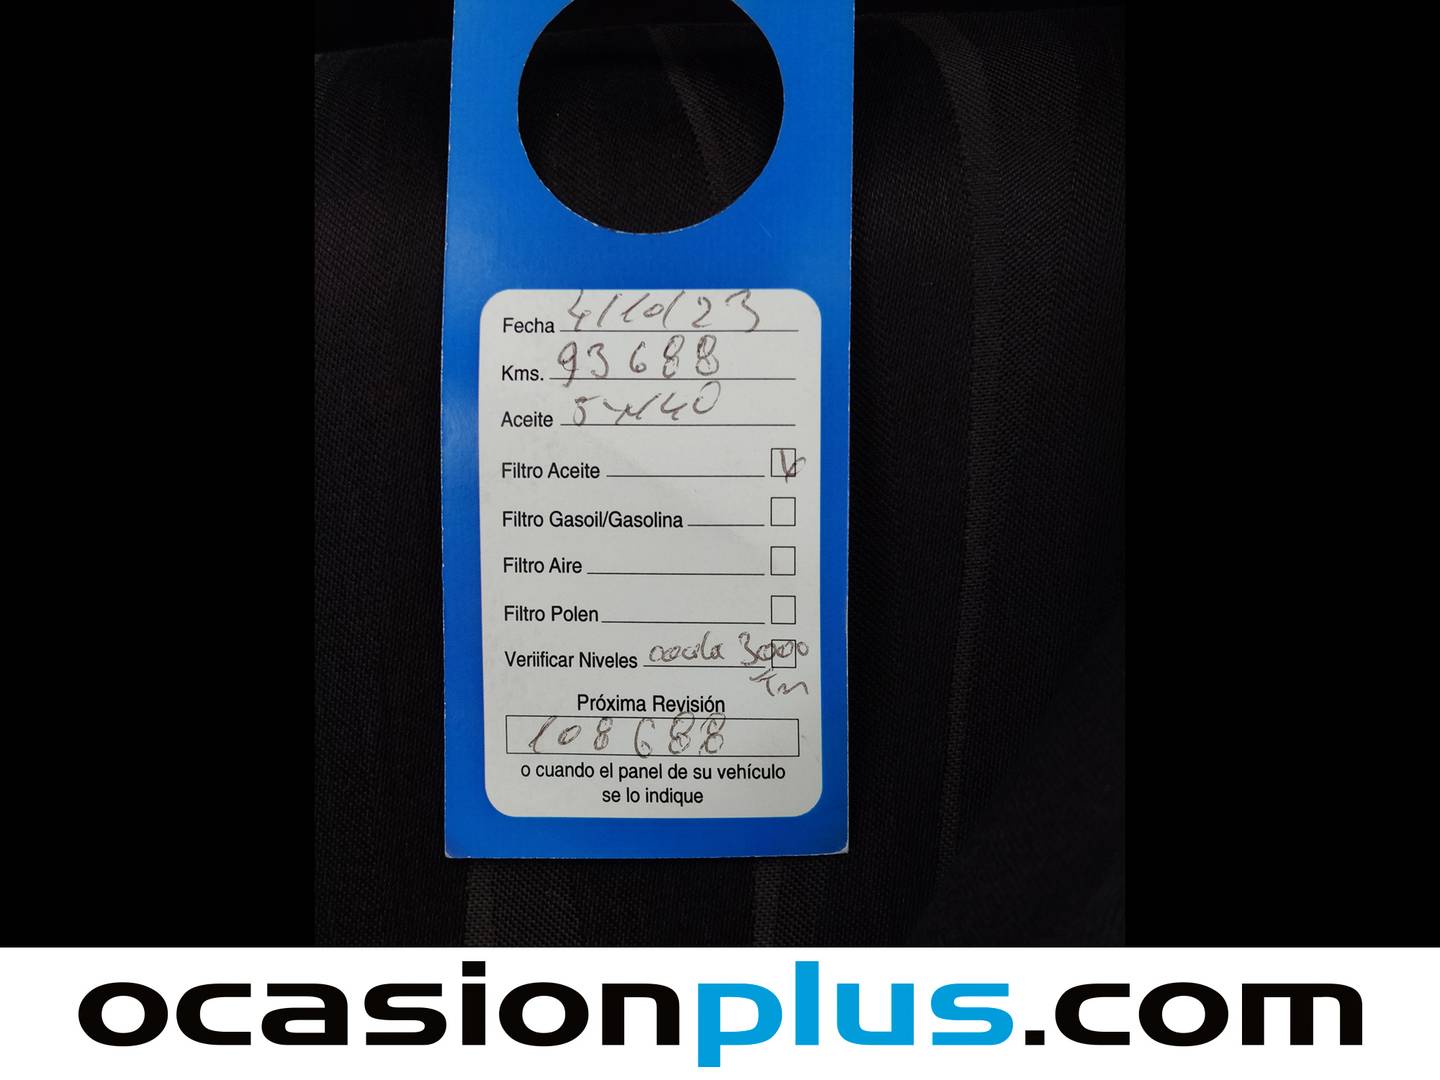 Fecha 4/10/23
Kms. 93688
Aceite 5w40
Filtro Aceite
Filtro Gasoil/Gasolina
Filtro Aire
Filtro Polen
Veriificar Niveles cada 3000
Km
Próxima Revisión
108688
o cuando el panel de su vehículo
se lo indique
ocasionplus.com